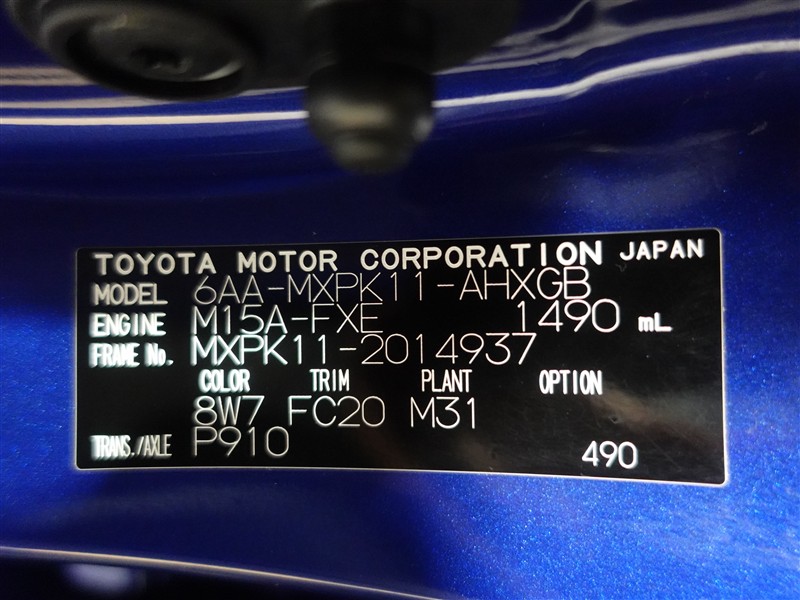 TOYOTA MOTOR CORPORATION JAPAN
MODEL 6AA-MXPK11-AHXGB
ENGINE M15A-FXE 1490 mL
FRAME No. MXPK11-2014937
COLOR TRIM PLANT OPTION
8W7 FC20 M31
TRANS./AXLE P910
490